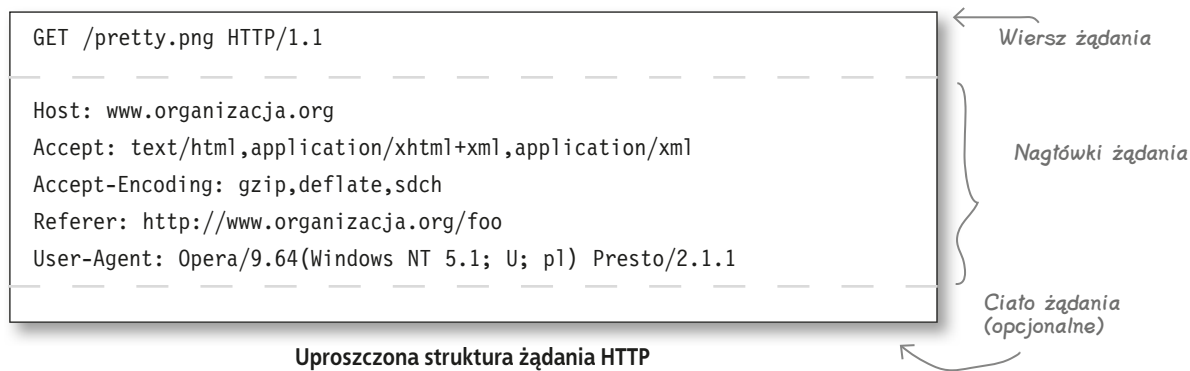 GET /pretty.png HTTP/1.1
Wiersz żądania
Host: www.organizacja.org
Accept: text/html,application/xhtml+xml,application/xml
Accept-Encoding: gzip,deflate,sdch
Referer: http://www.organizacja.org/foo
User-Agent: Opera/9.64(Windows NT 5.1; U; pl) Presto/2.1.1
Nagłówki żądania
Ciało żądania
(opcjonalne)
Uproszczona struktura żądania HTTP